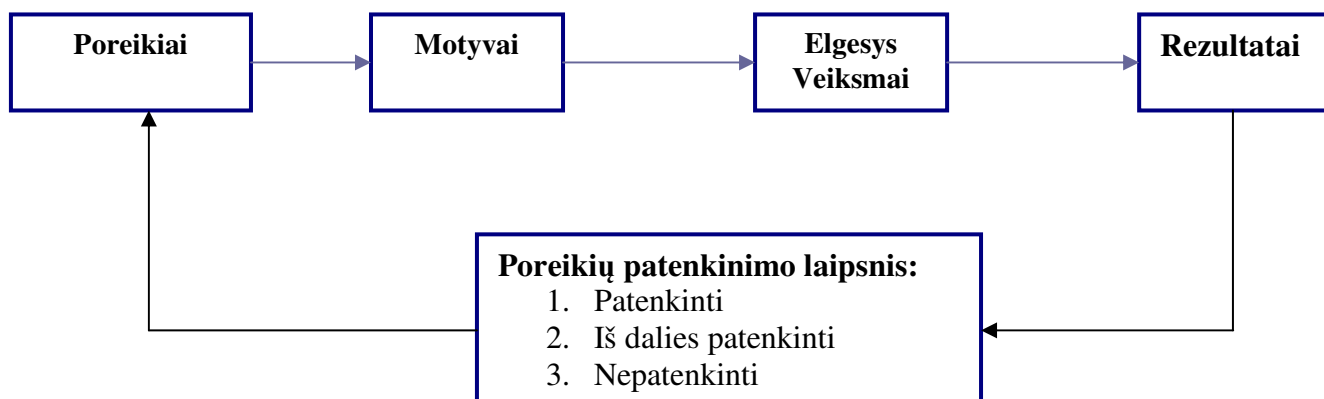 Poreikiai
Motyvai
Elgesys
Veiksmai
Rezultatai
Poreikių patenkinimo laipsnis:
1. Patenkinti
2. Iš dalies patenkinti
3. Nepatenkinti